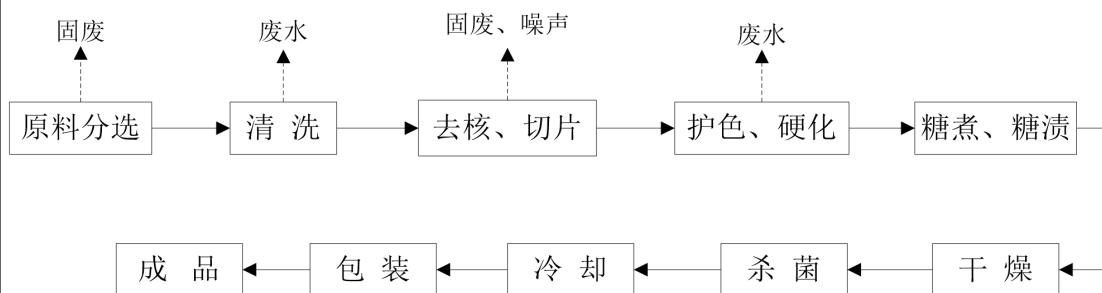 固废
废水
固废、噪声
废水
原料分选
清 洗
去核、切片
护色、硬化
糖煮、糖渍
成 品
包 装
冷 却
杀 菌
干 燥